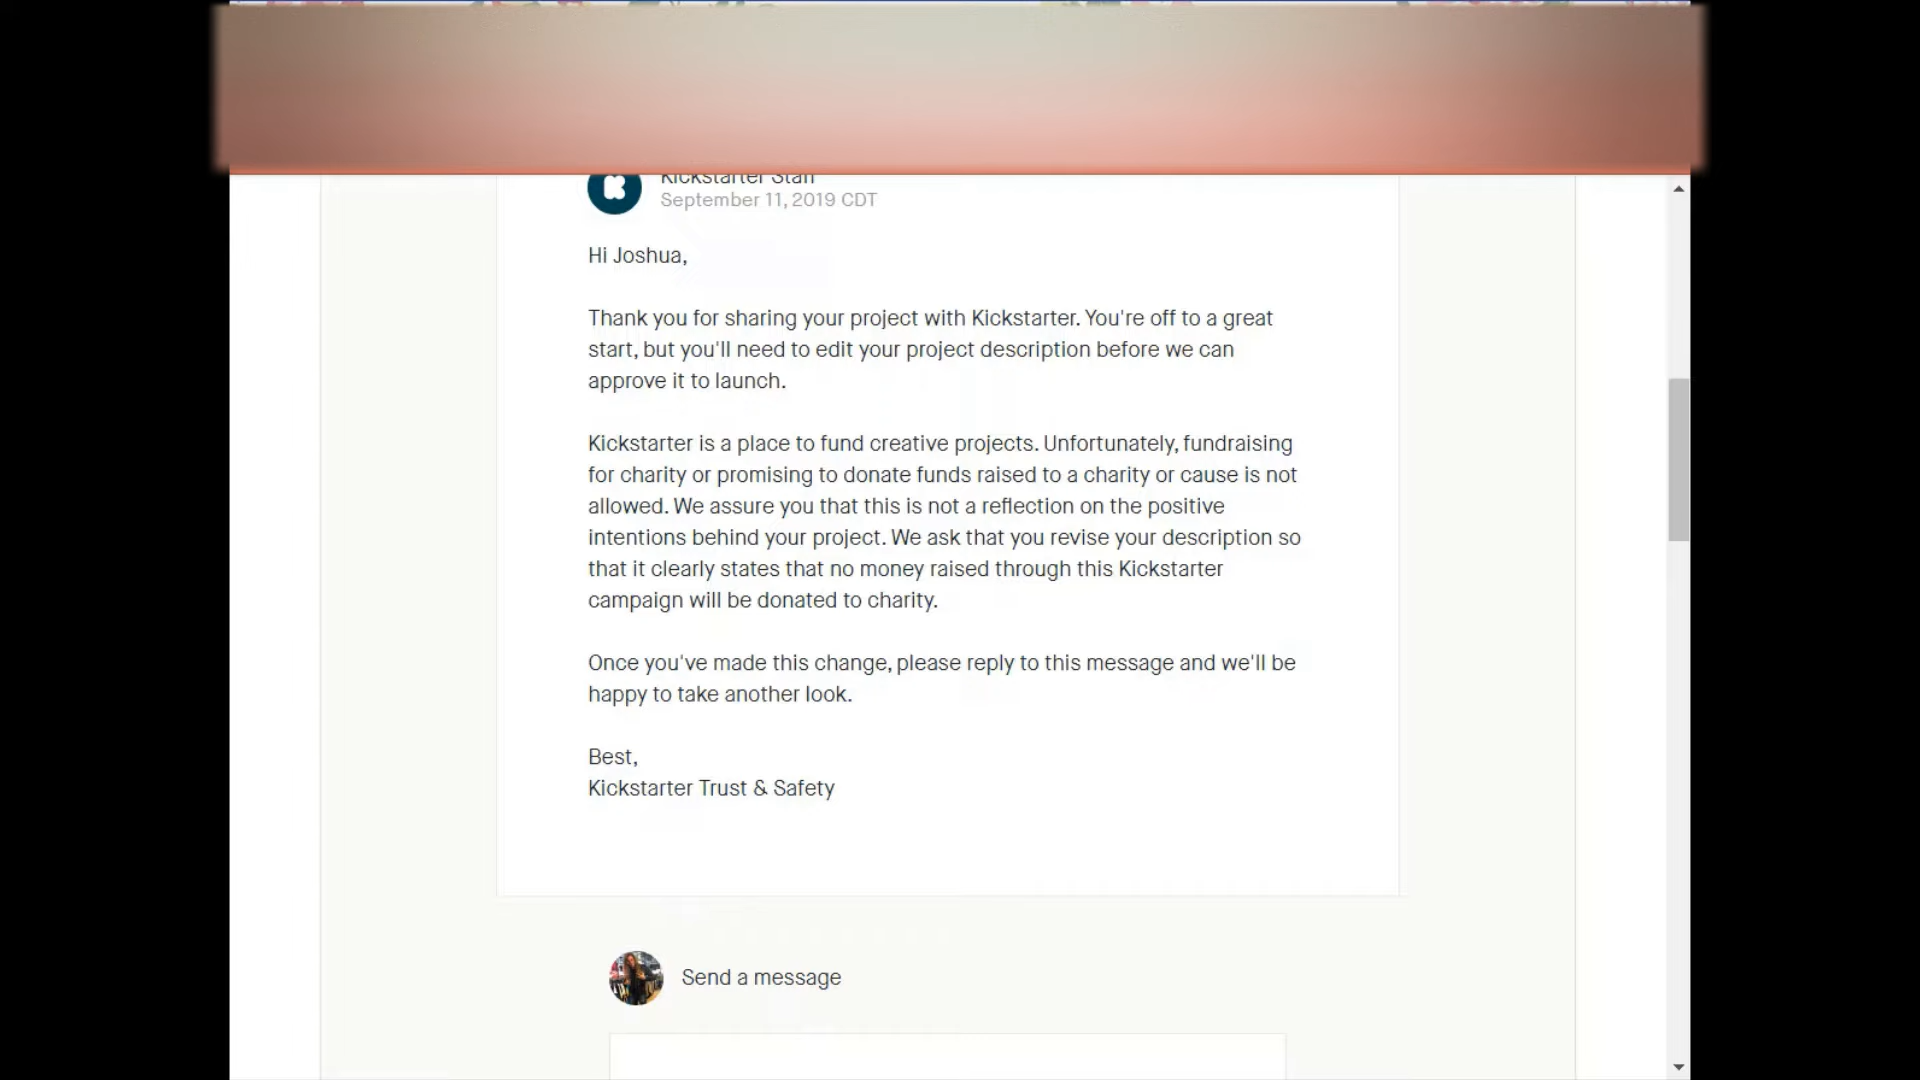 Kickstarter Staff
September 11, 2019 CDT
Hi Joshua,
Thank you for sharing your project with Kickstarter. You're off to a great
start, but you'll need to edit your project description before we can
approve it to launch.
Kickstarter is a place to fund creative projects. Unfortunately, fundraising
for charity or promising to donate funds raised to a charity or cause is not
allowed. We assure you that this is not a reflection on the positive
intentions behind your project. We ask that you revise your description so
that it clearly states that no money raised through this Kickstarter
campaign will be donated to charity.
Once you've made this change, please reply to this message and we'll be
happy to take another look.
Best,
Kickstarter Trust & Safety
Send a message